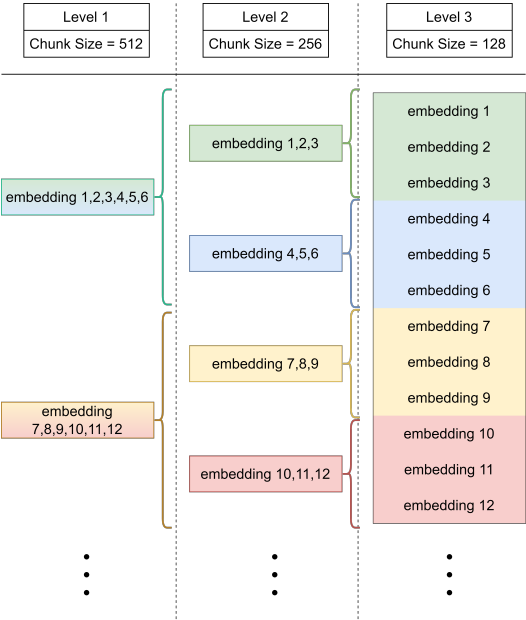 Level 1
Chunk Size = 512
Level 2
Chunk Size = 256
Level 3
Chunk Size = 128
embedding 1,2,3,4,5,6
embedding
7,8,9,10,11,12
embedding 1,2,3
embedding 4,5,6
embedding 7,8,9
embedding 10,11,12
embedding 1
embedding 2
embedding 3
embedding 4
embedding 5
embedding 6
embedding 7
embedding 8
embedding 9
embedding 10
embedding 11
embedding 12